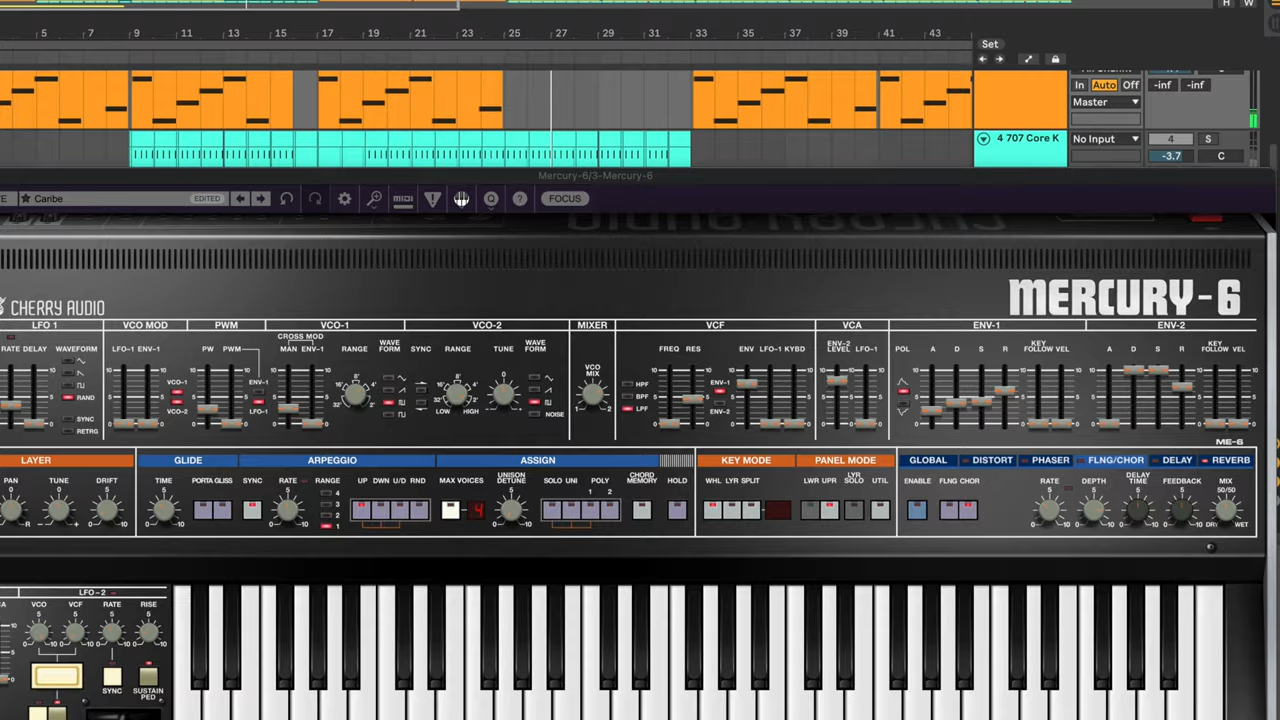 H W
5 7 9 11 13 15 17 19 21 23 25 27 29 31 33 35 37 39 41 43
Set
In Auto Off -inf -inf
Master
4 707 Core K No Input 4 S
-3.7 C
Mercury-6/3-Mercury-6
Caribe EDITED MIDI Q ? FOCUS
MERCURY-6
CHERRY AUDIO
LFO 1 VCO MOD PWM VCO-1 VCO-2 MIXER VCF VCA ENV-1 ENV-2
CROSS MOD
RATE DELAY WAVEFORM LFO-1 ENV-1 PW PWM MAN ENV-1 RANGE WAVE FORM SYNC RANGE TUNE WAVE FORM VCO MIX FREQ RES ENV LFO-1 KYBD ENV-2 LEVEL LFO-1 POL A D S R KEY FOLLOW VEL A D S R KEY FOLLOW VEL
RAND VCO-1 VCO-2 ENV-1 LFO-1 16' 8' 32' LOW HIGH NOISE HPF BPF LPF ENV-1 ENV-2
SYNC
RETRG
ME-6
LAYER GLIDE ARPEGGIO ASSIGN KEY MODE PANEL MODE GLOBAL DISTORT PHASER FLNG/CHOR DELAY REVERB
PAN TUNE DRIFT TIME PORTA GLISS SYNC RATE RANGE UP DWN U/D RND MAX VOICES UNISON DETUNE SOLO UNI POLY 1 2 CHORD MEMORY HOLD WHL LYR SPLIT LWR UPR LYR SOLO UTIL ENABLE FLNG CHOR RATE DEPTH DELAY TIME FEEDBACK MIX
50/50
4
3
2
1
4
DRY WET
LFO-2
VCO VCF RATE RISE
SYNC SUSTAIN PED